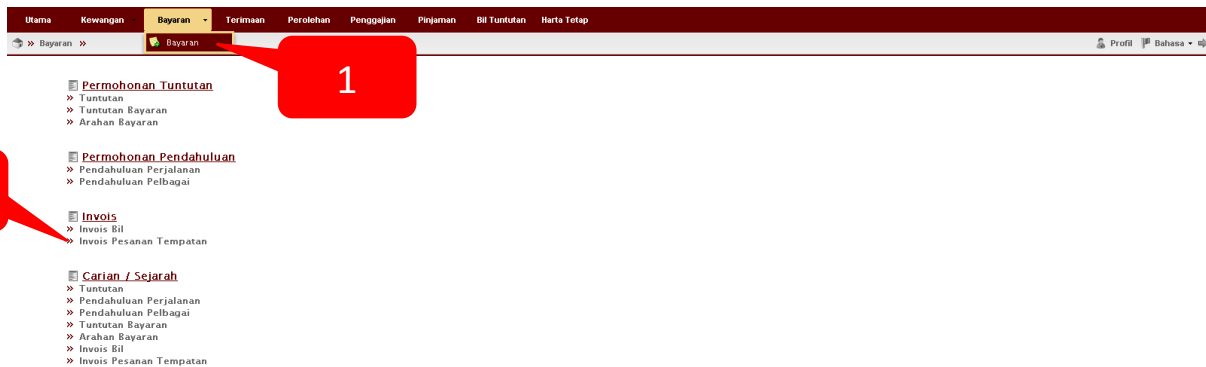 Utama Kewangan Bayaran Terimaan Perolehan Penggajian Pinjaman Bil Tuntutan Harta Tetap
» Bayaran » Bayaran Profil Bahasa
1
Permohonan Tuntutan
» Tuntutan
» Tuntutan Bayaran
» Arahan Bayaran
Permohonan Pendahuluan
» Pendahuluan Perjalanan
» Pendahuluan Pelbagai
Invois
» Invois Bil
» Invois Pesanan Tempatan
Carian / Sejarah
» Tuntutan
» Pendahuluan Perjalanan
» Pendahuluan Pelbagai
» Tuntutan Bayaran
» Arahan Bayaran
» Invois Bil
» Invois Pesanan Tempatan